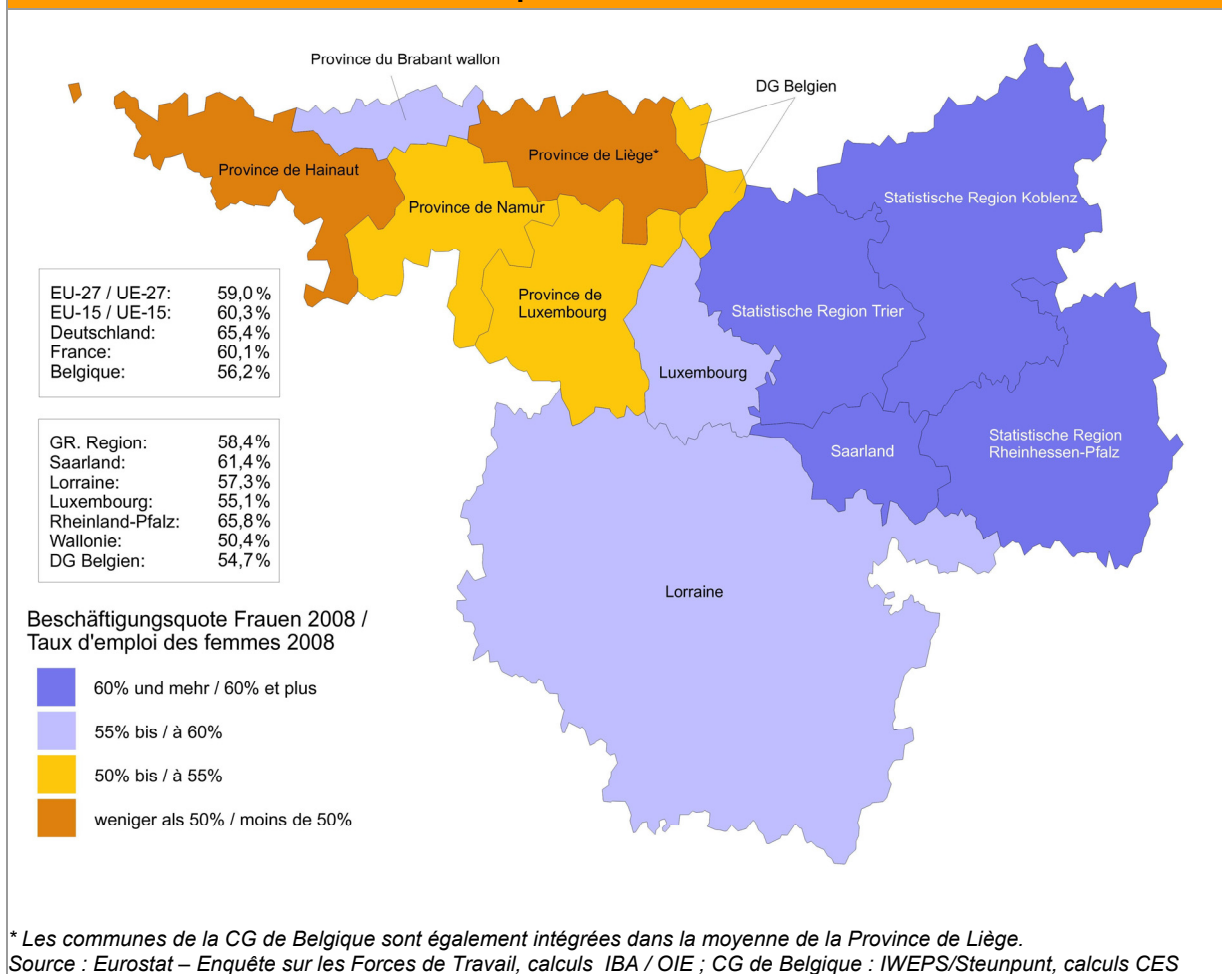 Province du Brabant wallon
DG Belgien
Province de Hainaut
Province de Liège*
Province de Namur
Statistische Region Koblenz
Province de
Luxembourg
Statistische Region Trier
Luxembourg
Statistische Region
Rheinhessen-Pfalz
Saarland
Lorraine
EU-27 / UE-27: 59,0%
EU-15 / UE-15: 60,3%
Deutschland: 65,4%
France: 60,1%
Belgique: 56,2%
GR. Region: 58,4%
Saarland: 61,4%
Lorraine: 57,3%
Luxembourg: 55,1%
Rheinland-Pfalz: 65,8%
Wallonie: 50,4%
DG Belgien: 54,7%
Beschäftigungsquote Frauen 2008 /
Taux d'emploi des femmes 2008
60% und mehr / 60% et plus
55% bis / à 60%
50% bis / à 55%
weniger als 50% / moins de 50%
* Les communes de la CG de Belgique sont également intégrées dans la moyenne de la Province de Liège.
Source : Eurostat – Enquête sur les Forces de Travail, calculs IBA / OIE ; CG de Belgique : IWEPS/Steunpunt, calculs CES